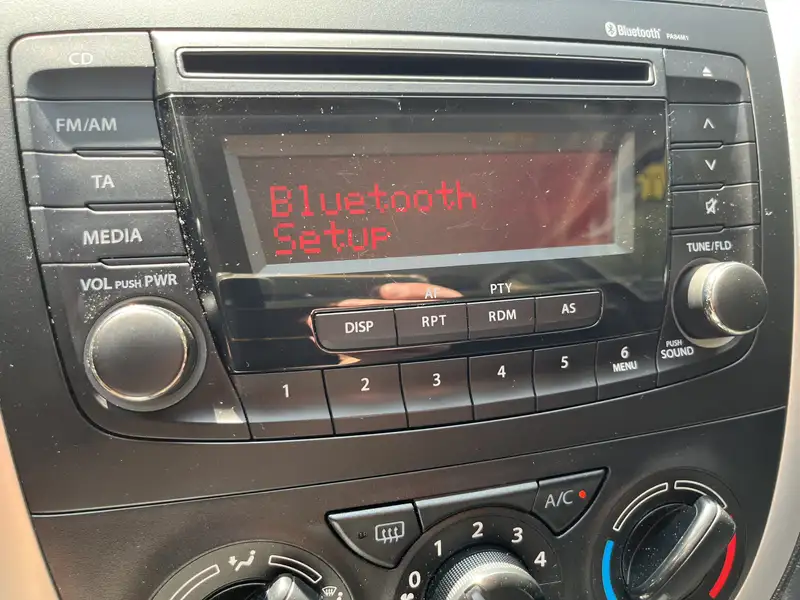 Bluetooth PA94M1
CD
FM/AM
TA
MEDIA
VOL PUSH PWR
Bluetooth
Setup
AF PTY
DISP RPT RDM AS
TUNE/FLD
PUSH
SOUND
1 2 3 4 5 6
MENU
A/C
0 1 2 3 4